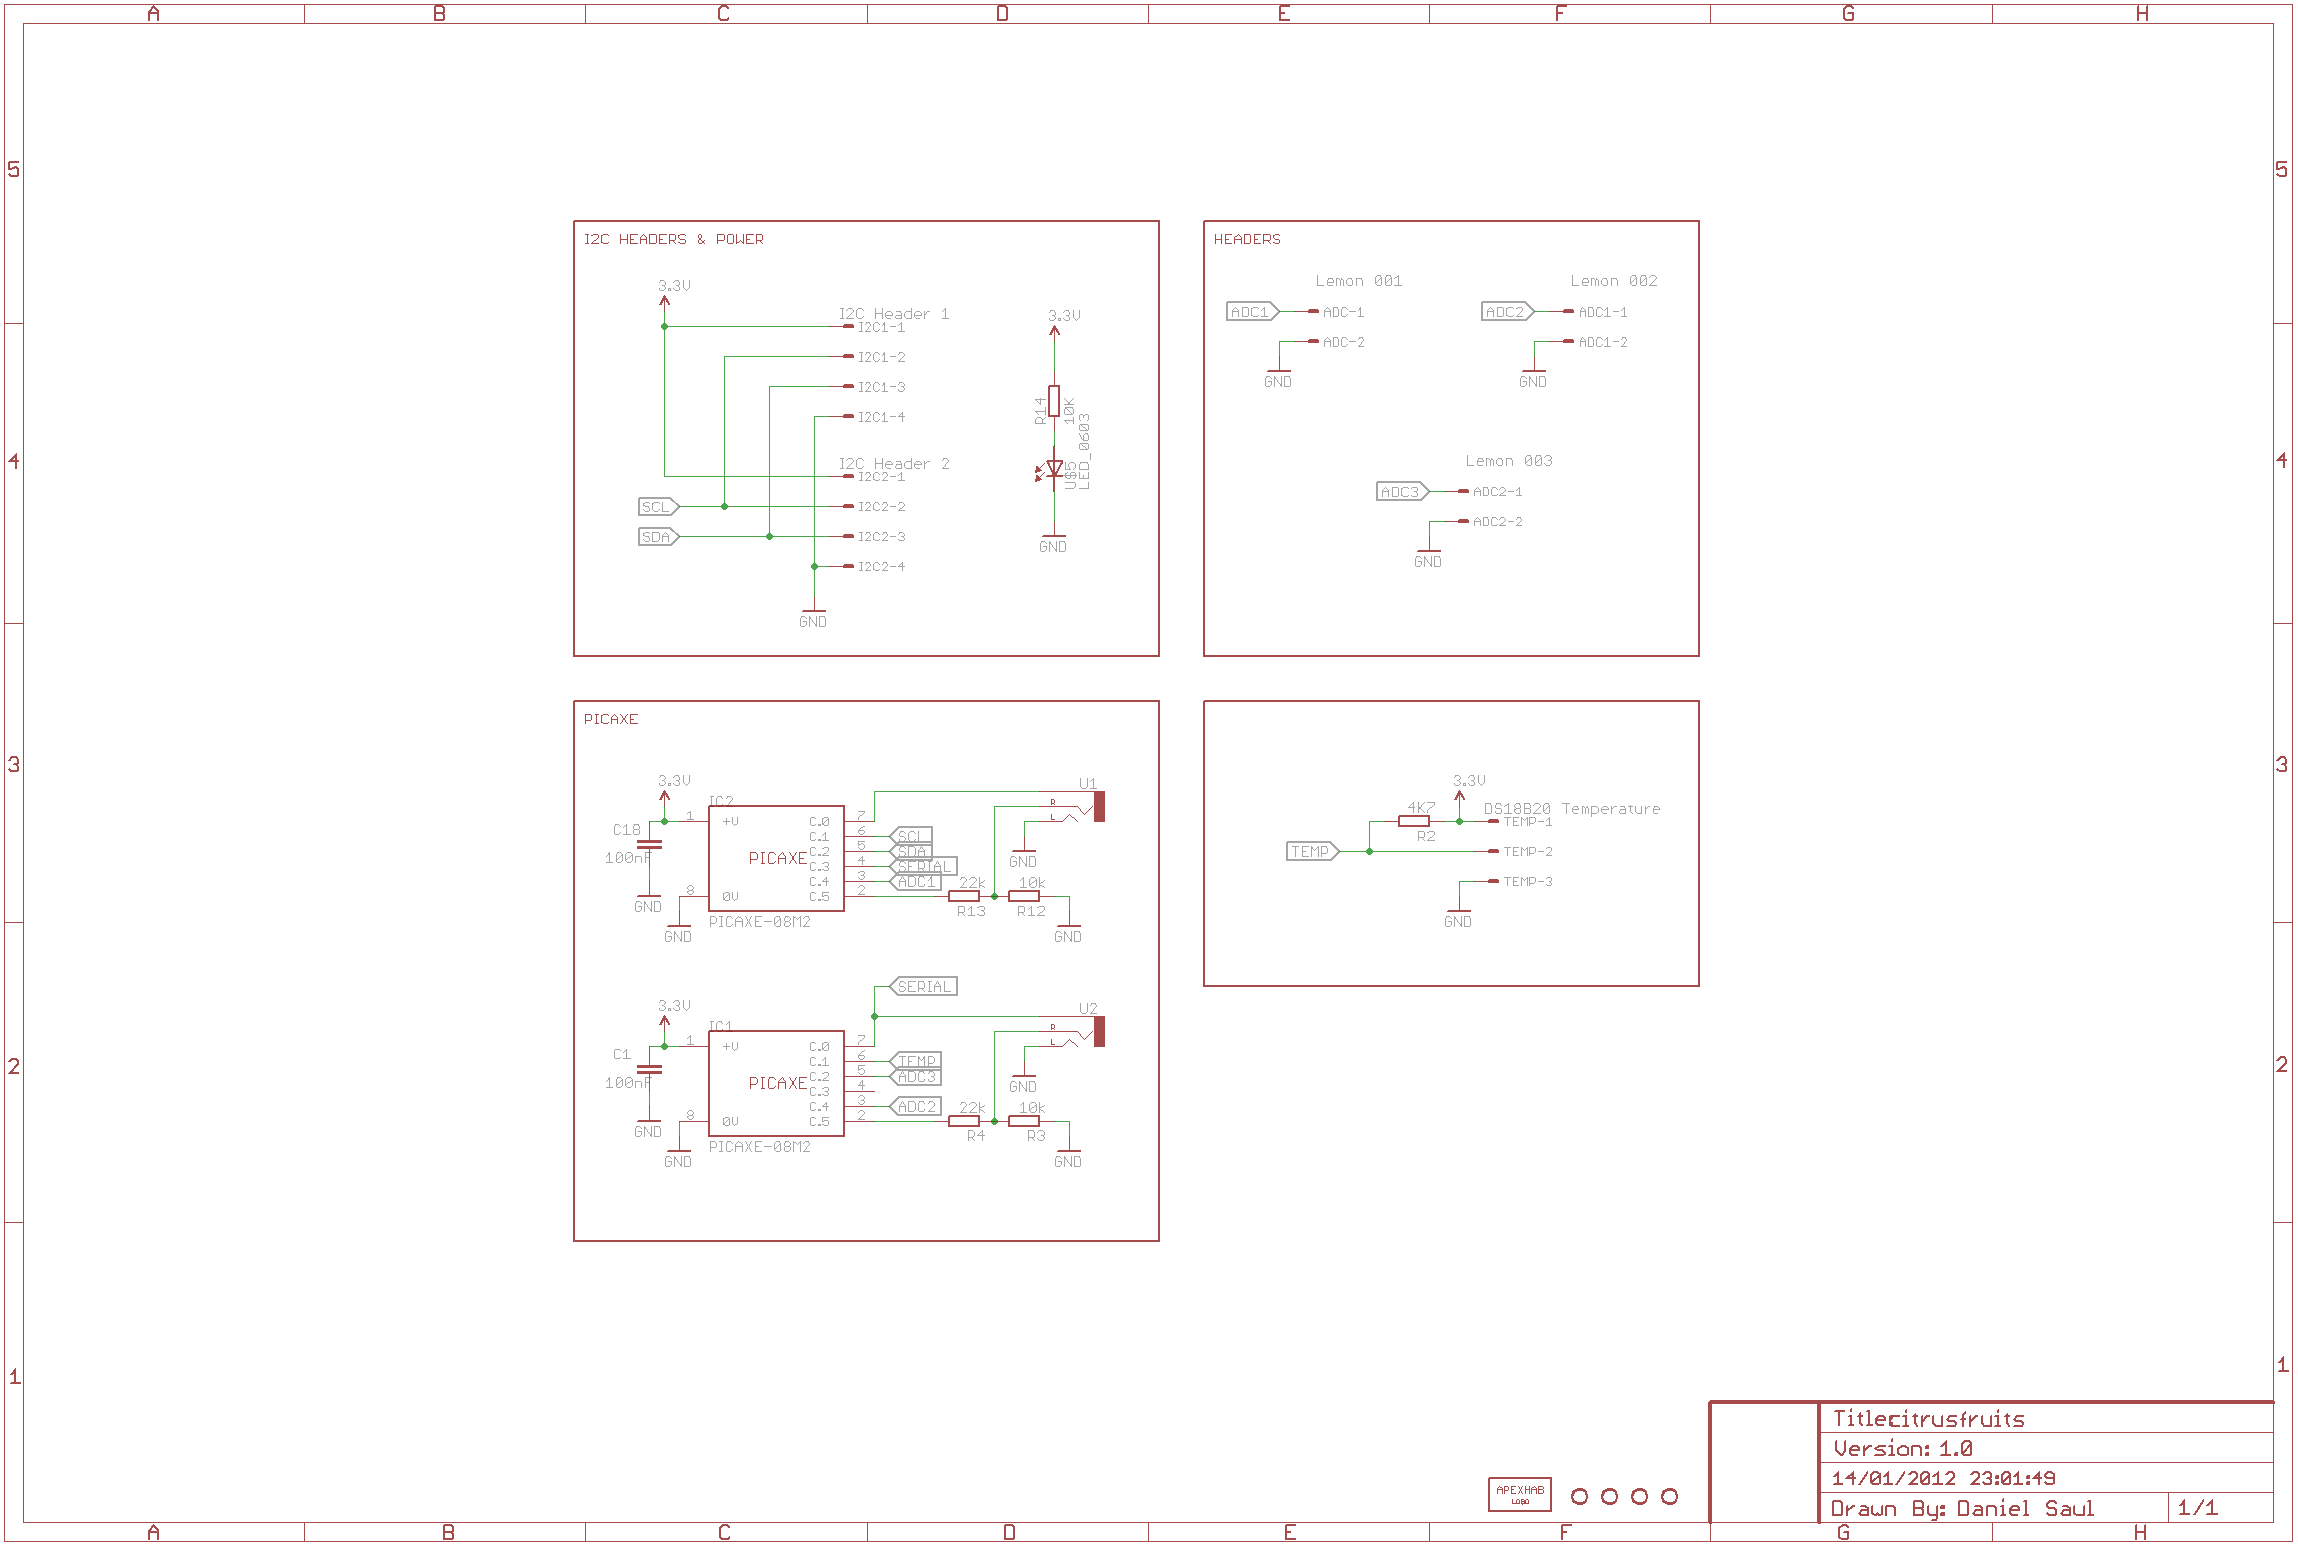 A B C D E F G H
5 5
4 4
3 3
2 2
1 1
I2C HEADERS & POWER
3.3V
I2C Header 1
I2C1-1
I2C1-2
I2C1-3
I2C1-4
I2C Header 2
I2C2-1
SCL
I2C2-2
SDA
I2C2-3
I2C2-4
GND
3.3V
R14
10K
U$5
LED_0603
GND
HEADERS
Lemon 001
ADC1
ADC-1
ADC-2
GND
Lemon 002
ADC2
ADC1-1
ADC1-2
GND
Lemon 003
ADC3
ADC2-1
ADC2-2
GND
PICAXE
3.3V
C18
100nF
GND
IC2
1 +V
8 0V
GND
PICAXE
PICAXE-08M2
C.0 7
C.1 6 SCL
C.2 5 SDA
C.3 4 SERIAL
C.4 3 ADC1
C.5 2
22k
R13
10k
R12
GND
U1
R
L
GND
SERIAL
3.3V
C1
100nF
GND
IC1
1 +V
8 0V
GND
PICAXE
PICAXE-08M2
C.0 7
C.1 6 TEMP
C.2 5 ADC3
C.3 4
C.4 3 ADC2
C.5 2
22k
R4
10k
R3
GND
U2
R
L
GND
3.3V
4K7
R2
DS18B20 Temperature
TEMP-1
TEMP
TEMP-2
TEMP-3
GND
APEXHAB
LOGO
Title:citrusfruits
Version: 1.0
14/01/2012 23:01:49
Drawn By: Daniel Saul 1/1
A B C D E F G H